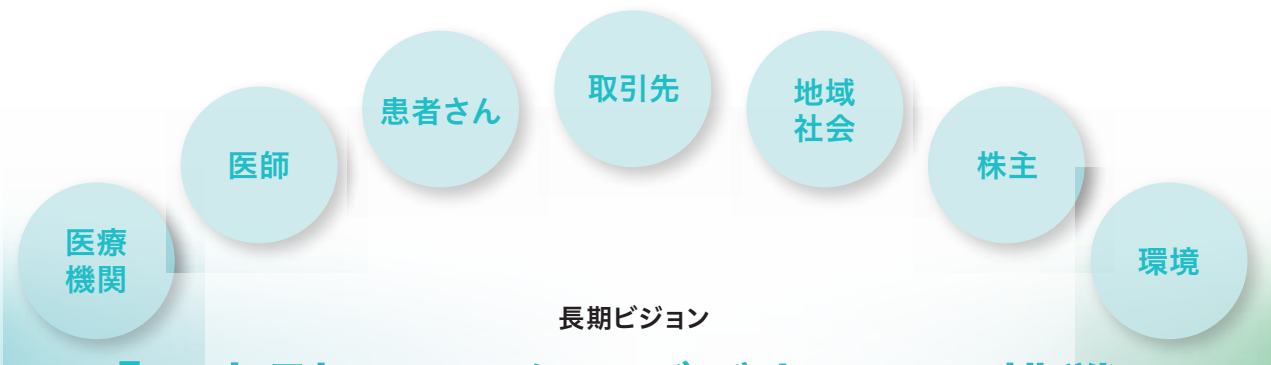 医療
機関
医師
患者さん
取引先
地域
社会
株主
環境
長期ビジョン